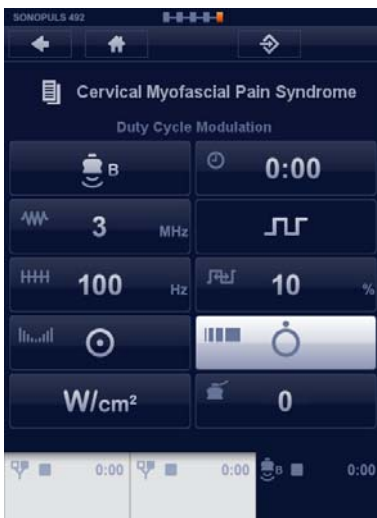 SONOPULS 492
Cervical Myofascial Pain Syndrome
Duty Cycle Modulation
B 0:00
3 MHz
100 Hz 10 %
W/cm² 0
0:00 0:00 B 0:00